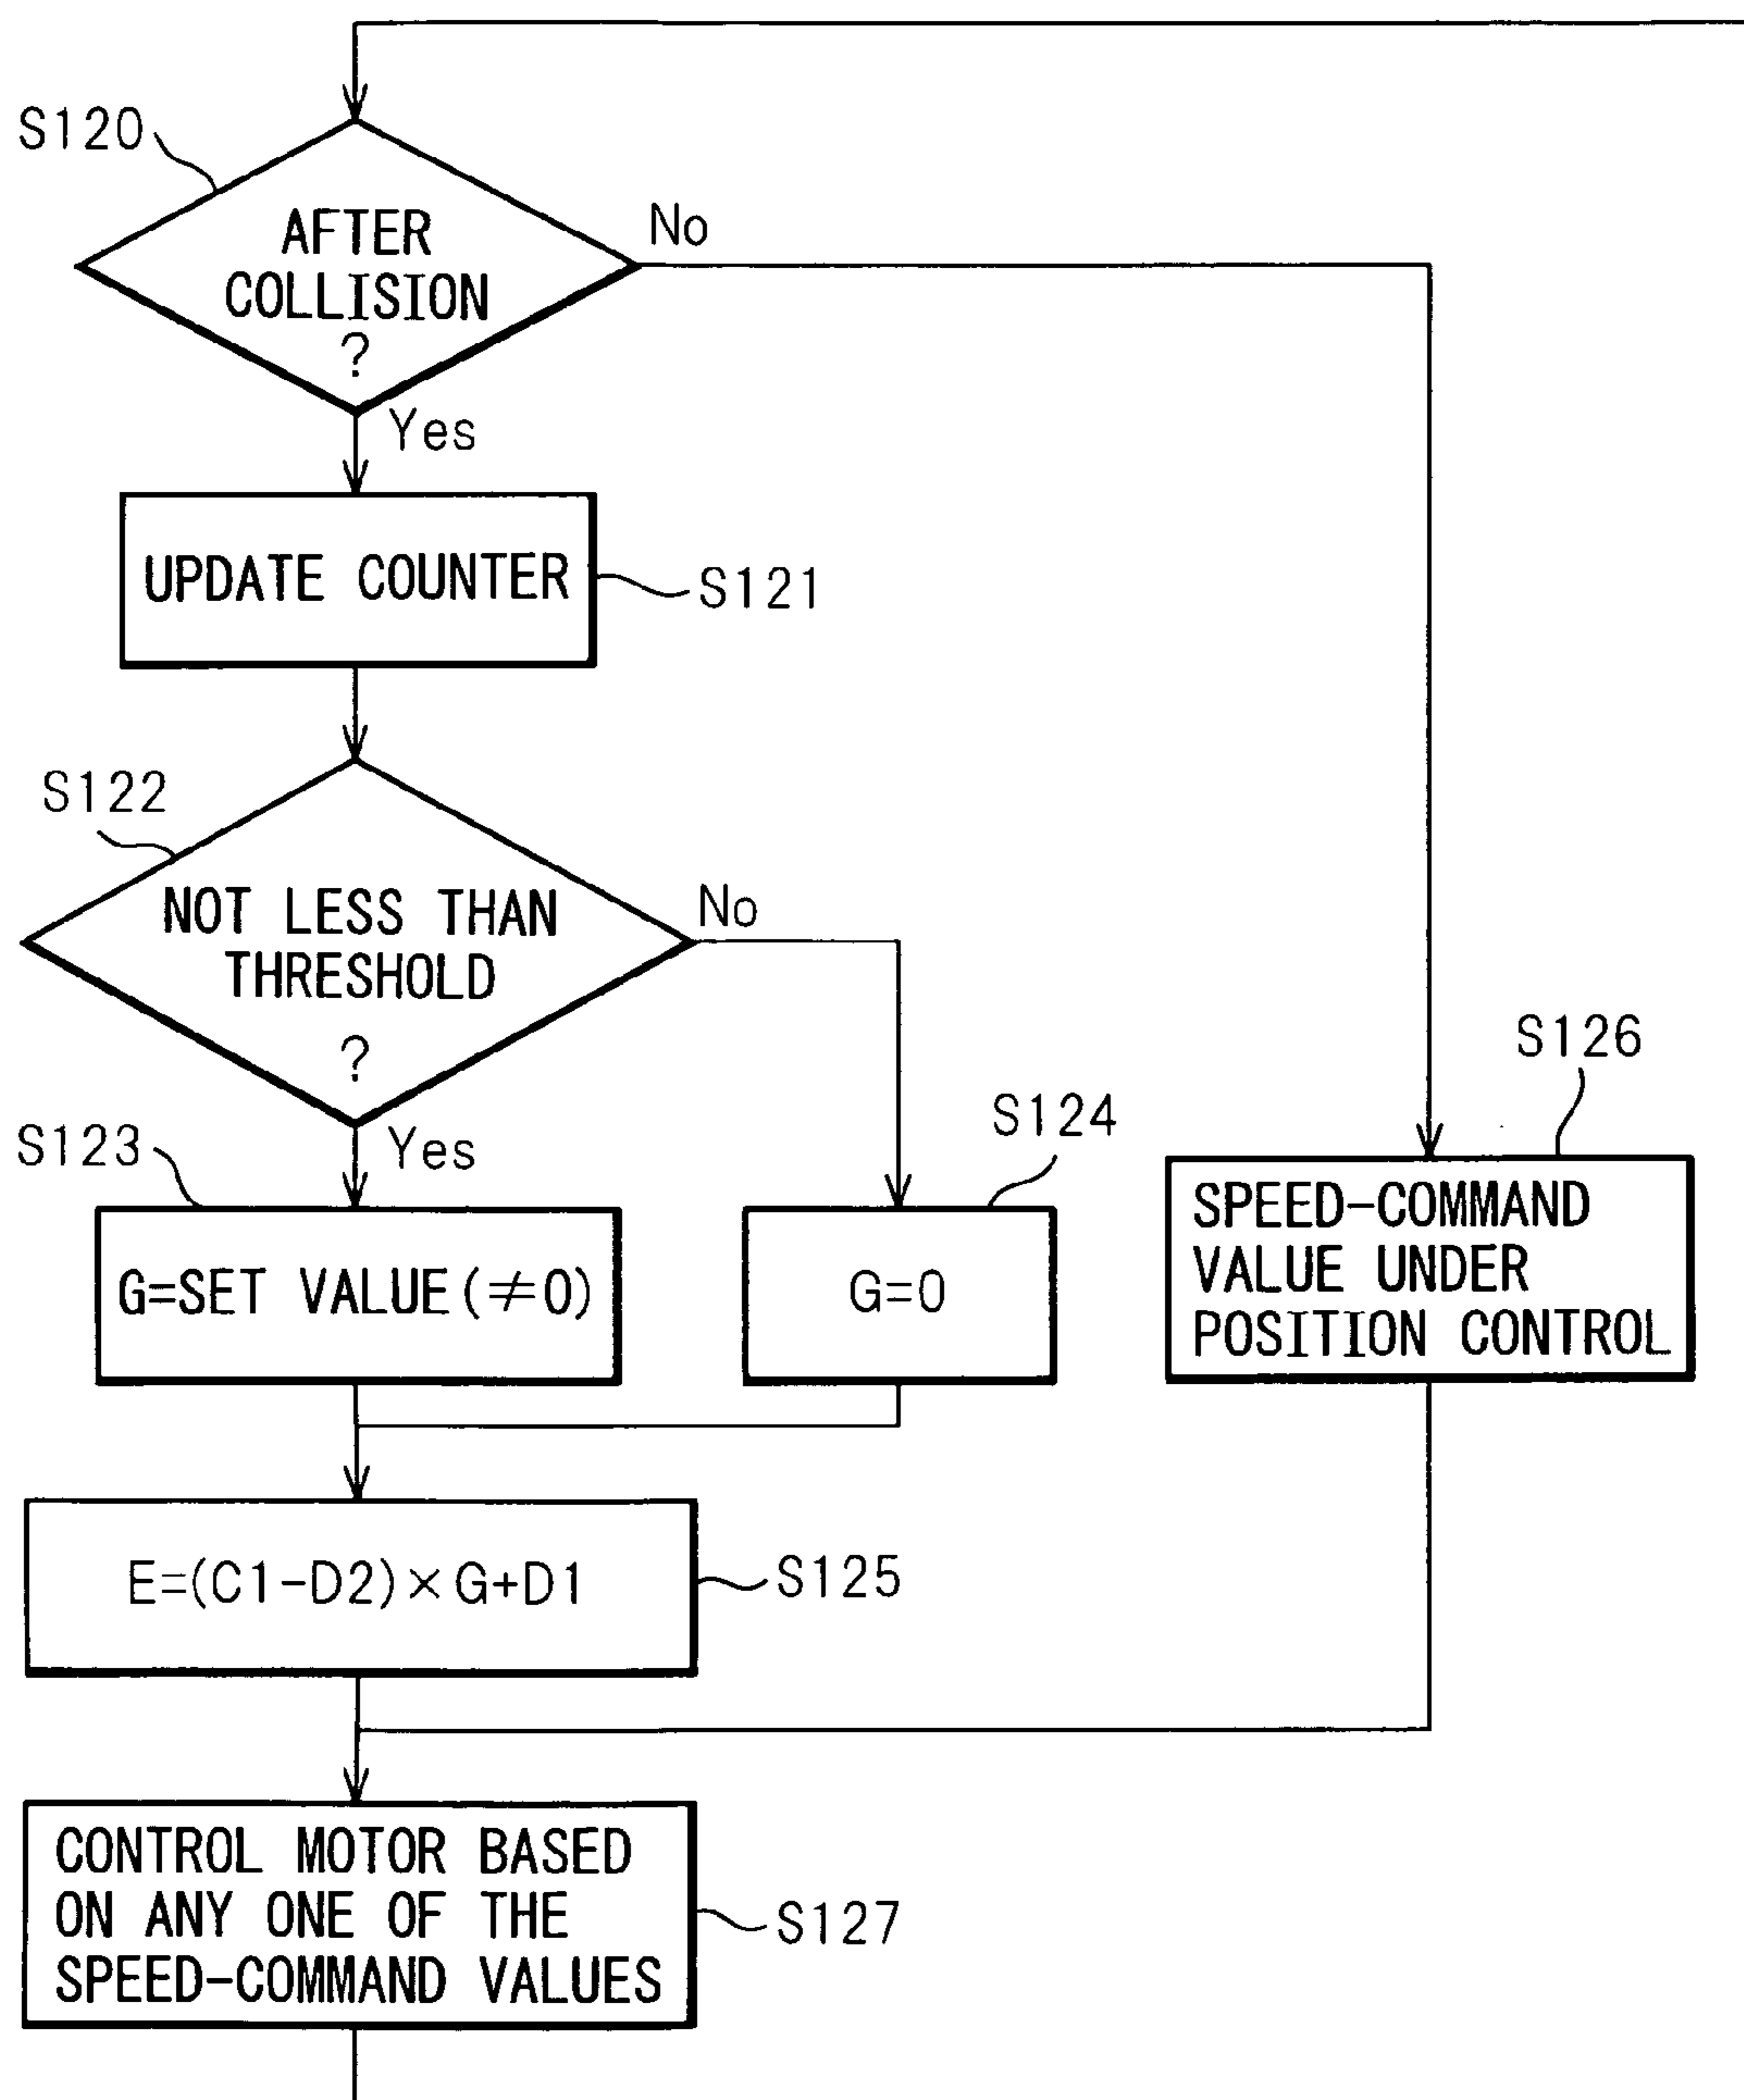 S120
AFTER
COLLISION
?
No
Yes
UPDATE COUNTER
S121
S122
NOT LESS THAN
THRESHOLD
?
No
Yes
S123
G=SET VALUE(≠0)
S124
G=0
S126
SPEED-COMMAND
VALUE UNDER
POSITION CONTROL
E=(C1-D2)×G+D1
S125
CONTROL MOTOR BASED
ON ANY ONE OF THE
SPEED-COMMAND VALUES
S127